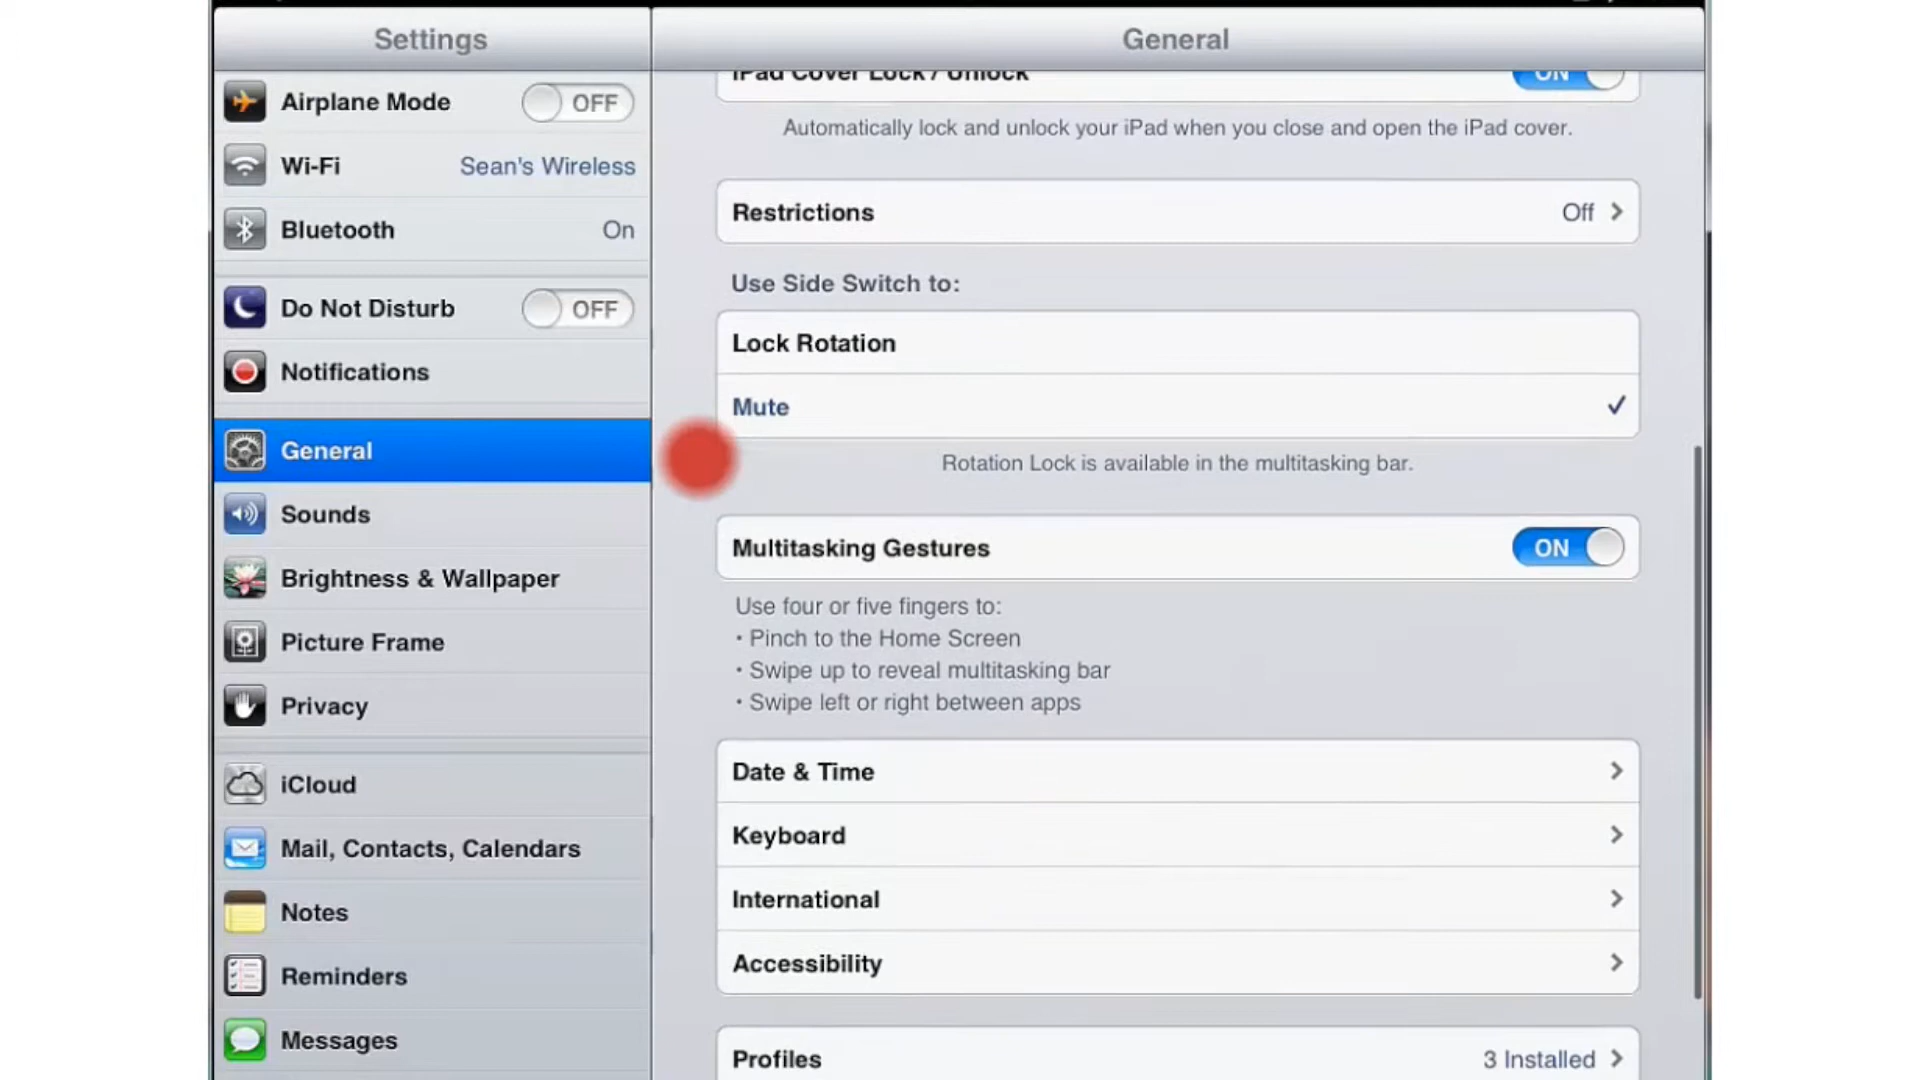 Settings
General
Airplane Mode OFF
Wi-Fi Sean's Wireless
Bluetooth On
Do Not Disturb OFF
Notifications
General
Sounds
Brightness & Wallpaper
Picture Frame
Privacy
iCloud
Mail, Contacts, Calendars
Notes
Reminders
Messages
iPad Cover Lock / Unlock ON
Automatically lock and unlock your iPad when you close and open the iPad cover.
Restrictions Off
Use Side Switch to:
Lock Rotation
Mute
Rotation Lock is available in the multitasking bar.
Multitasking Gestures ON
Use four or five fingers to:
• Pinch to the Home Screen
• Swipe up to reveal multitasking bar
• Swipe left or right between apps
Date & Time
Keyboard
International
Accessibility
Profiles 3 Installed